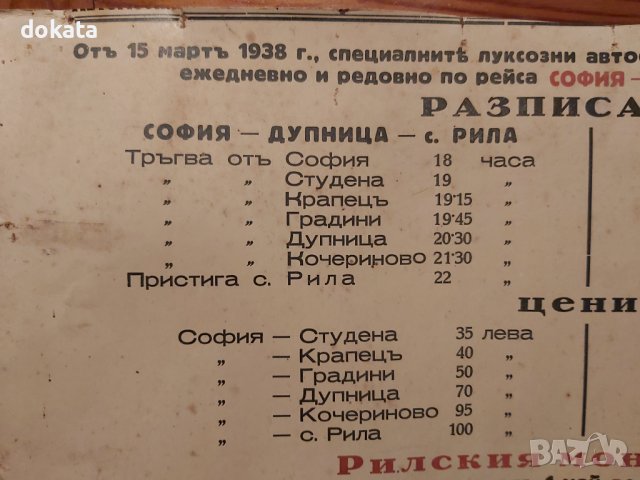 dokata
Отъ 15 мартъ 1938 г., специалнитѣ луксозни
ежедневно и редовно по рейса СОФИЯ –
РАЗПИСА
СОФИЯ – ДУПНИЦА – с. РИЛА
Тръгва отъ София 18 часа
„ „ Студена 19 „
„ „ Крапецъ 19·15 „
„ „ Градини 19·45 „
„ „ Дупница 20·30 „
„ „ Кочериново 21·30 „
Пристига с. Рила 22 „
цени
София – Студена 35 лева
„ – Крапецъ 40 „
„ – Градини 50 „
„ – Дупница 70 „
„ – Кочериново 95 „
„ – с. Рила 100 „
Рилския мон
BAZAR